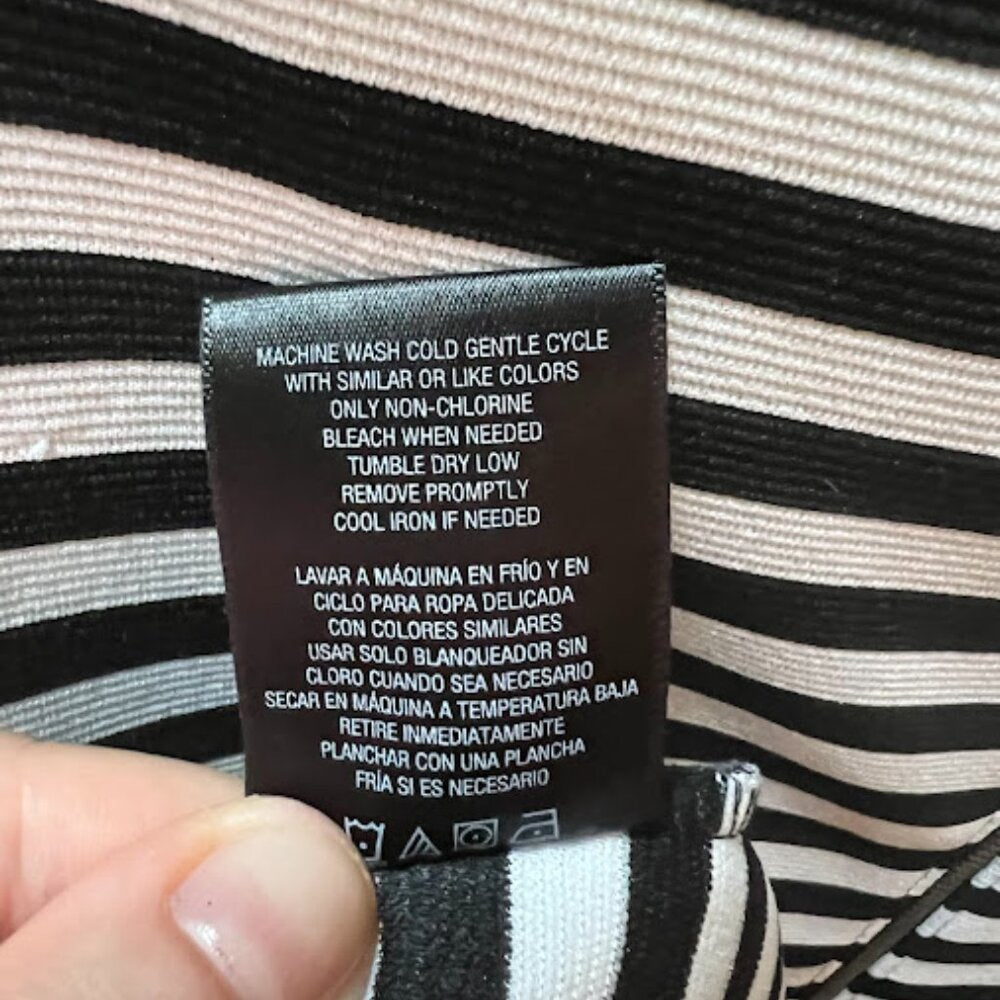 MACHINE WASH COLD GENTLE CYCLE
WITH SIMILAR OR LIKE COLORS
ONLY NON-CHLORINE
BLEACH WHEN NEEDED
TUMBLE DRY LOW
REMOVE PROMPTLY
COOL IRON IF NEEDED
LAVAR A MÁQUINA EN FRÍO Y EN
CICLO PARA ROPA DELICADA
CON COLORES SIMILARES
USAR SOLO BLANQUEADOR SIN
CLORO CUANDO SEA NECESARIO
SECAR EN MÁQUINA A TEMPERATURA BAJA
RETIRE INMEDIATAMENTE
PLANCHAR CON UNA PLANCHA
FRÍA SI ES NECESARIO